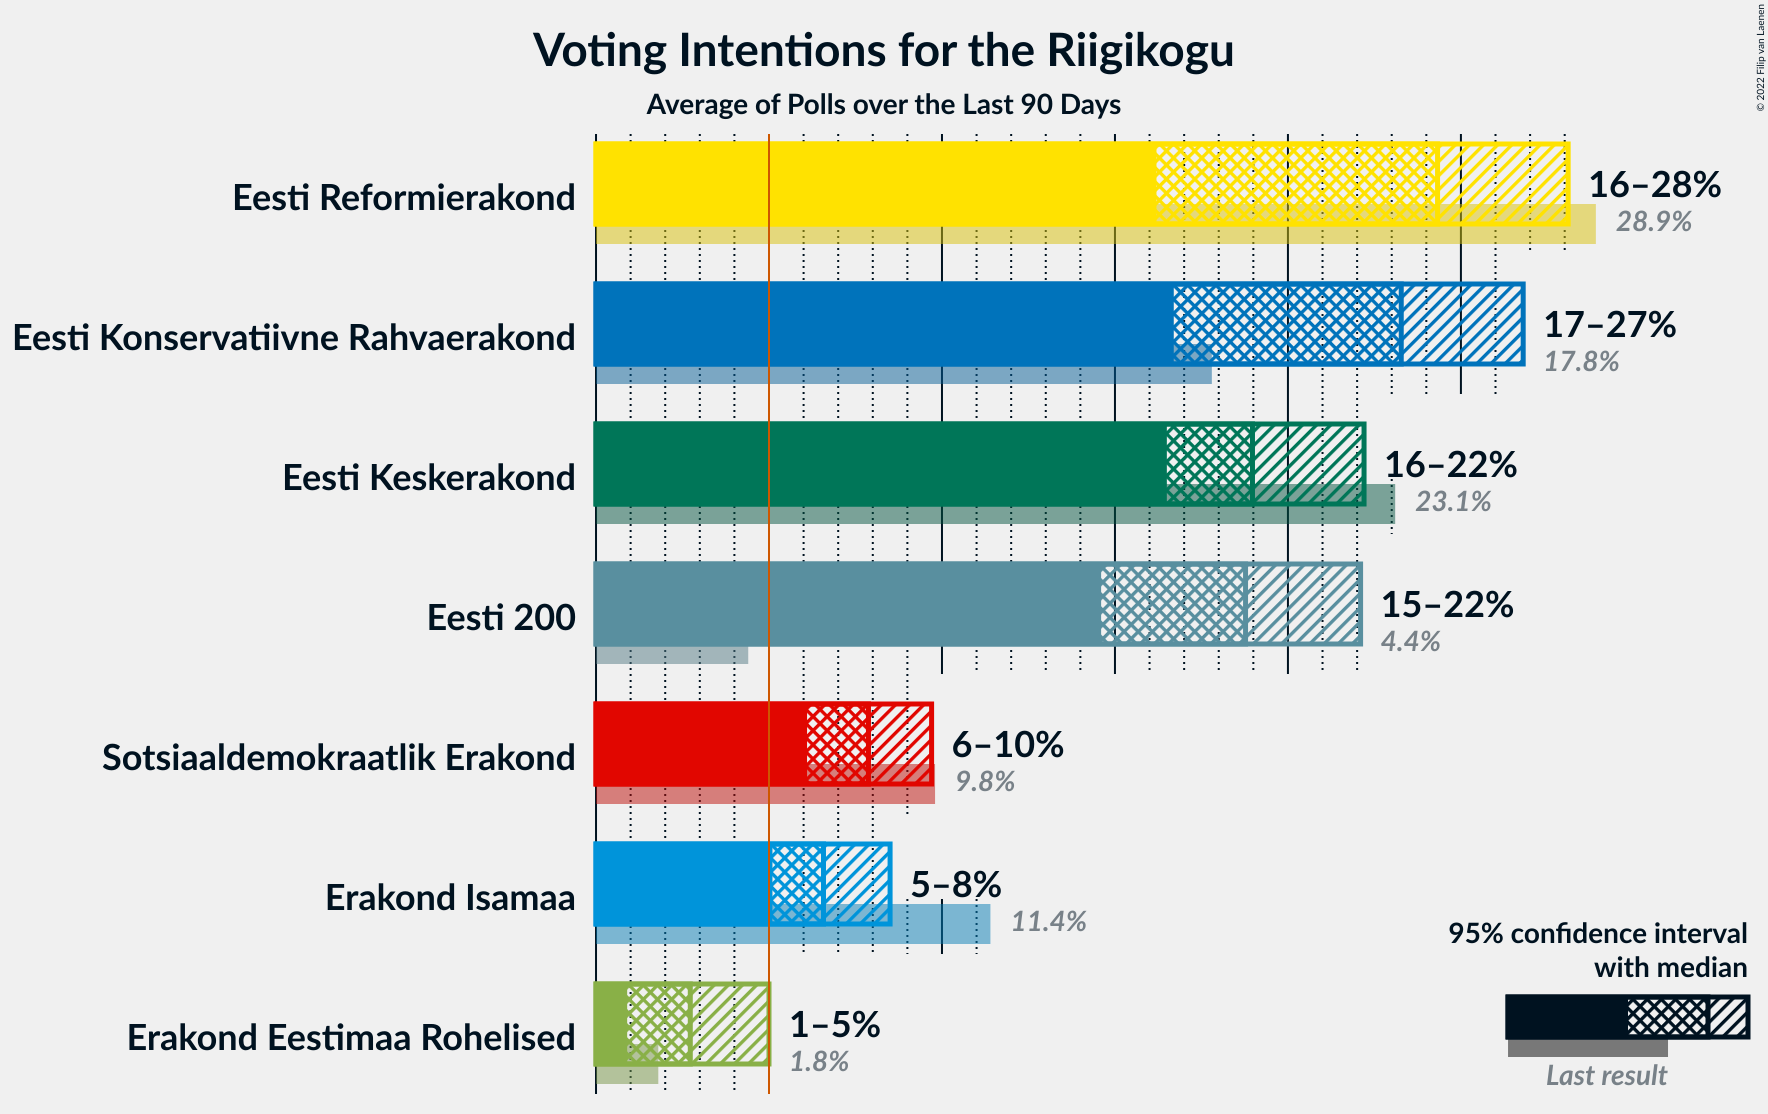 Voting Intentions for the Riigikogu
Average of Polls over the Last 90 Days
© 2022 Filip van Laenen
Eesti Reformierakond
16–28%
28.9%
Eesti Konservatiivne Rahvaerakond
17–27%
17.8%
Eesti Keskerakond
16–22%
23.1%
Eesti 200
15–22%
4.4%
Sotsiaaldemokraatlik Erakond
6–10%
9.8%
Erakond Isamaa
5–8%
11.4%
Erakond Eestimaa Rohelised
1–5%
1.8%
95% confidence interval
with median
Last result